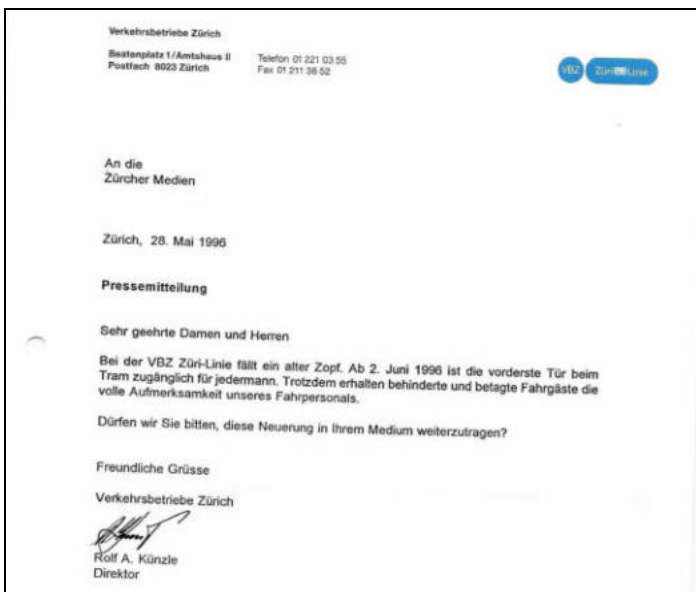 Verkehrsbetriebe Zürich
Beatenplatz 1/Amtshaus II
Postfach 8023 Zürich
Telefon 01 221 03 55
Fax 01 211 38 52
VBZ Züri Linie
An die
Zürcher Medien
Zürich, 28. Mai 1996
Pressemitteilung
Sehr geehrte Damen und Herren
Bei der VBZ Züri-Linie fällt ein alter Zopf. Ab 2. Juni 1996 ist die vorderste Tür beim
Tram zugänglich für jedermann. Trotzdem erhalten behinderte und betagte Fahrgäste die
volle Aufmerksamkeit unseres Fahrpersonals.
Dürfen wir Sie bitten, diese Neuerung in Ihrem Medium weiterzutragen?
Freundliche Grüsse
Verkehrsbetriebe Zürich
Rolf A. Künzle
Direktor